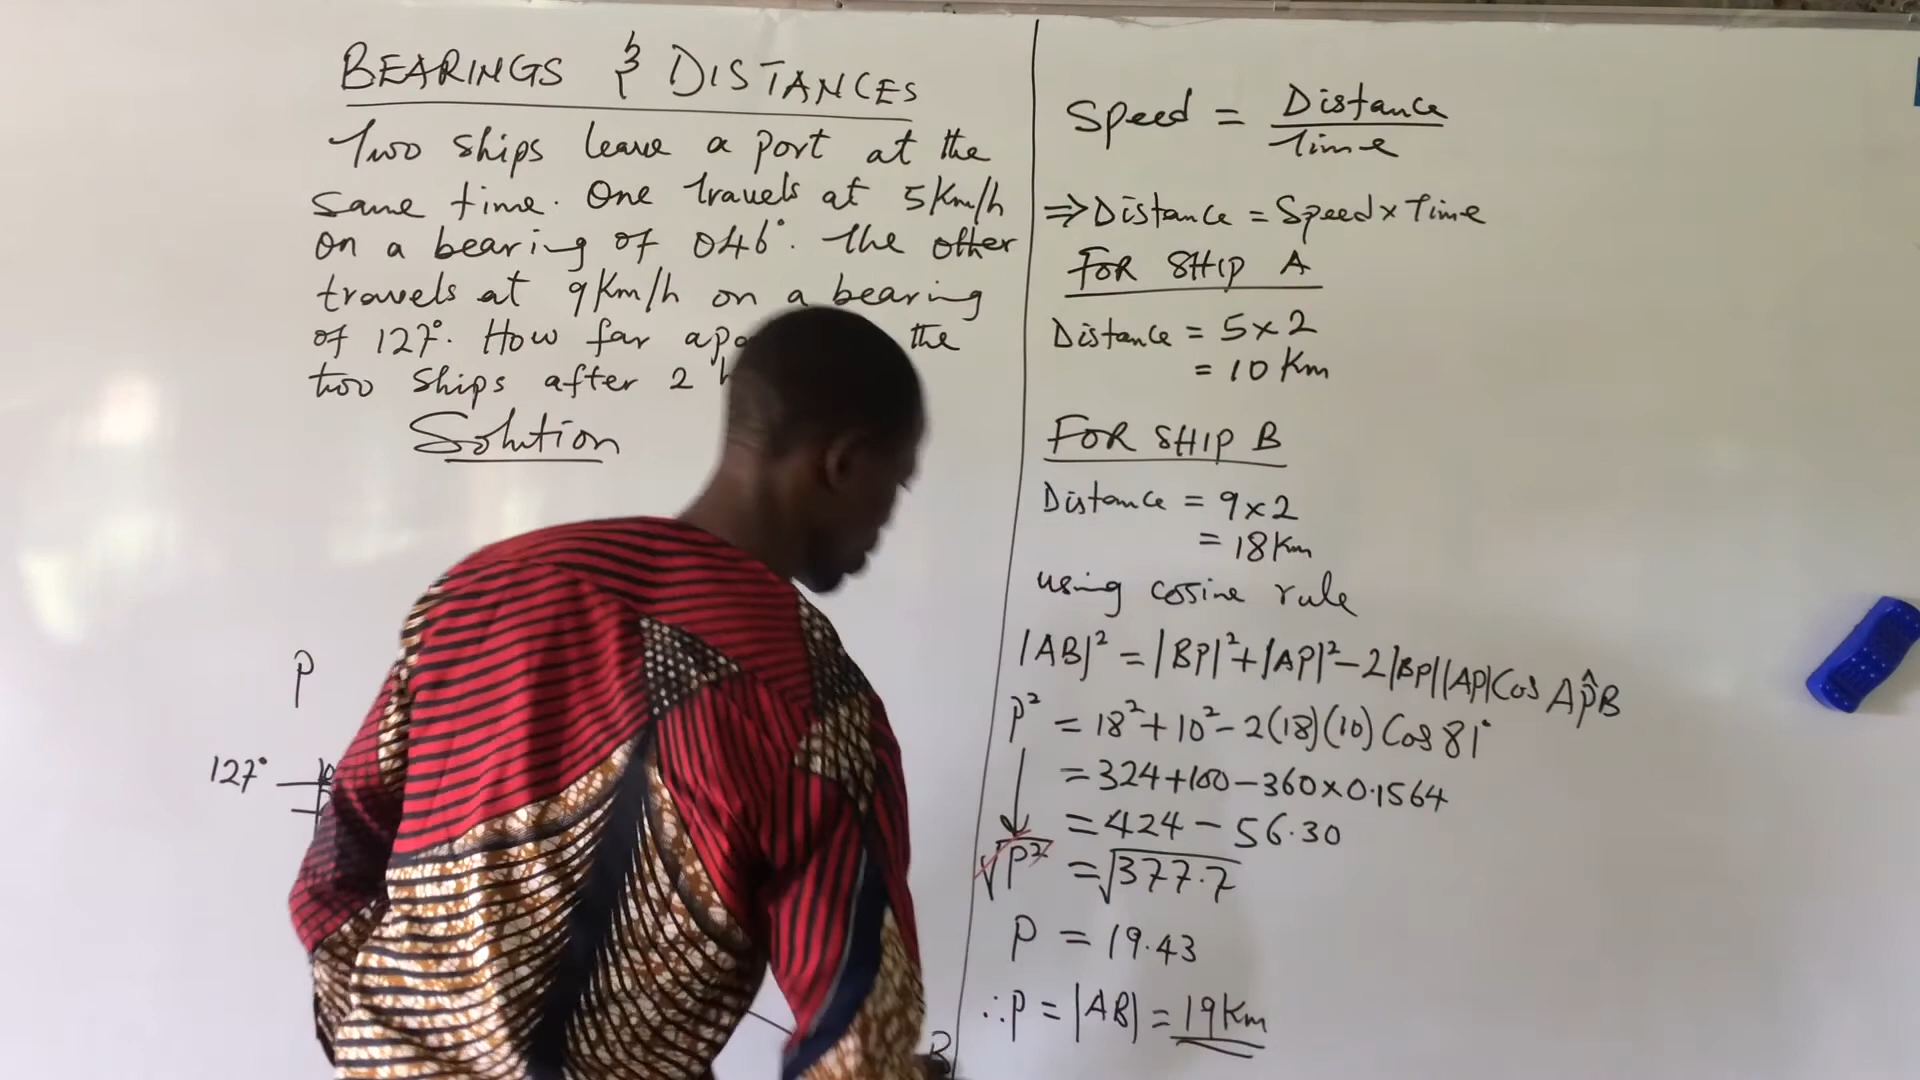 BEARINGS & DISTANCES
Two ships leave a port at the
same time. One travels at 5Km/h
on a bearing of 046°. The other
travels at 9Km/h on a bearing
of 127°. How far the
two ships after 2
Solution
P
127°
B
Speed = Distance / Time
⇒ Distance = Speed × Time
FOR SHIP A
Distance = 5 × 2
= 10 Km
FOR SHIP B
Distance = 9 × 2
= 18 Km
using cosine rule
|AB|² = |BP|² + |AP|² - 2|BP||AP|Cos AP̂B
P² = 18² + 10² - 2(18)(10) Cos 81°
= 324 + 100 - 360 × 0.1564
= 424 - 56.30
√P² = √377.7
P = 19.43
∴ P = |AB| = 19Km